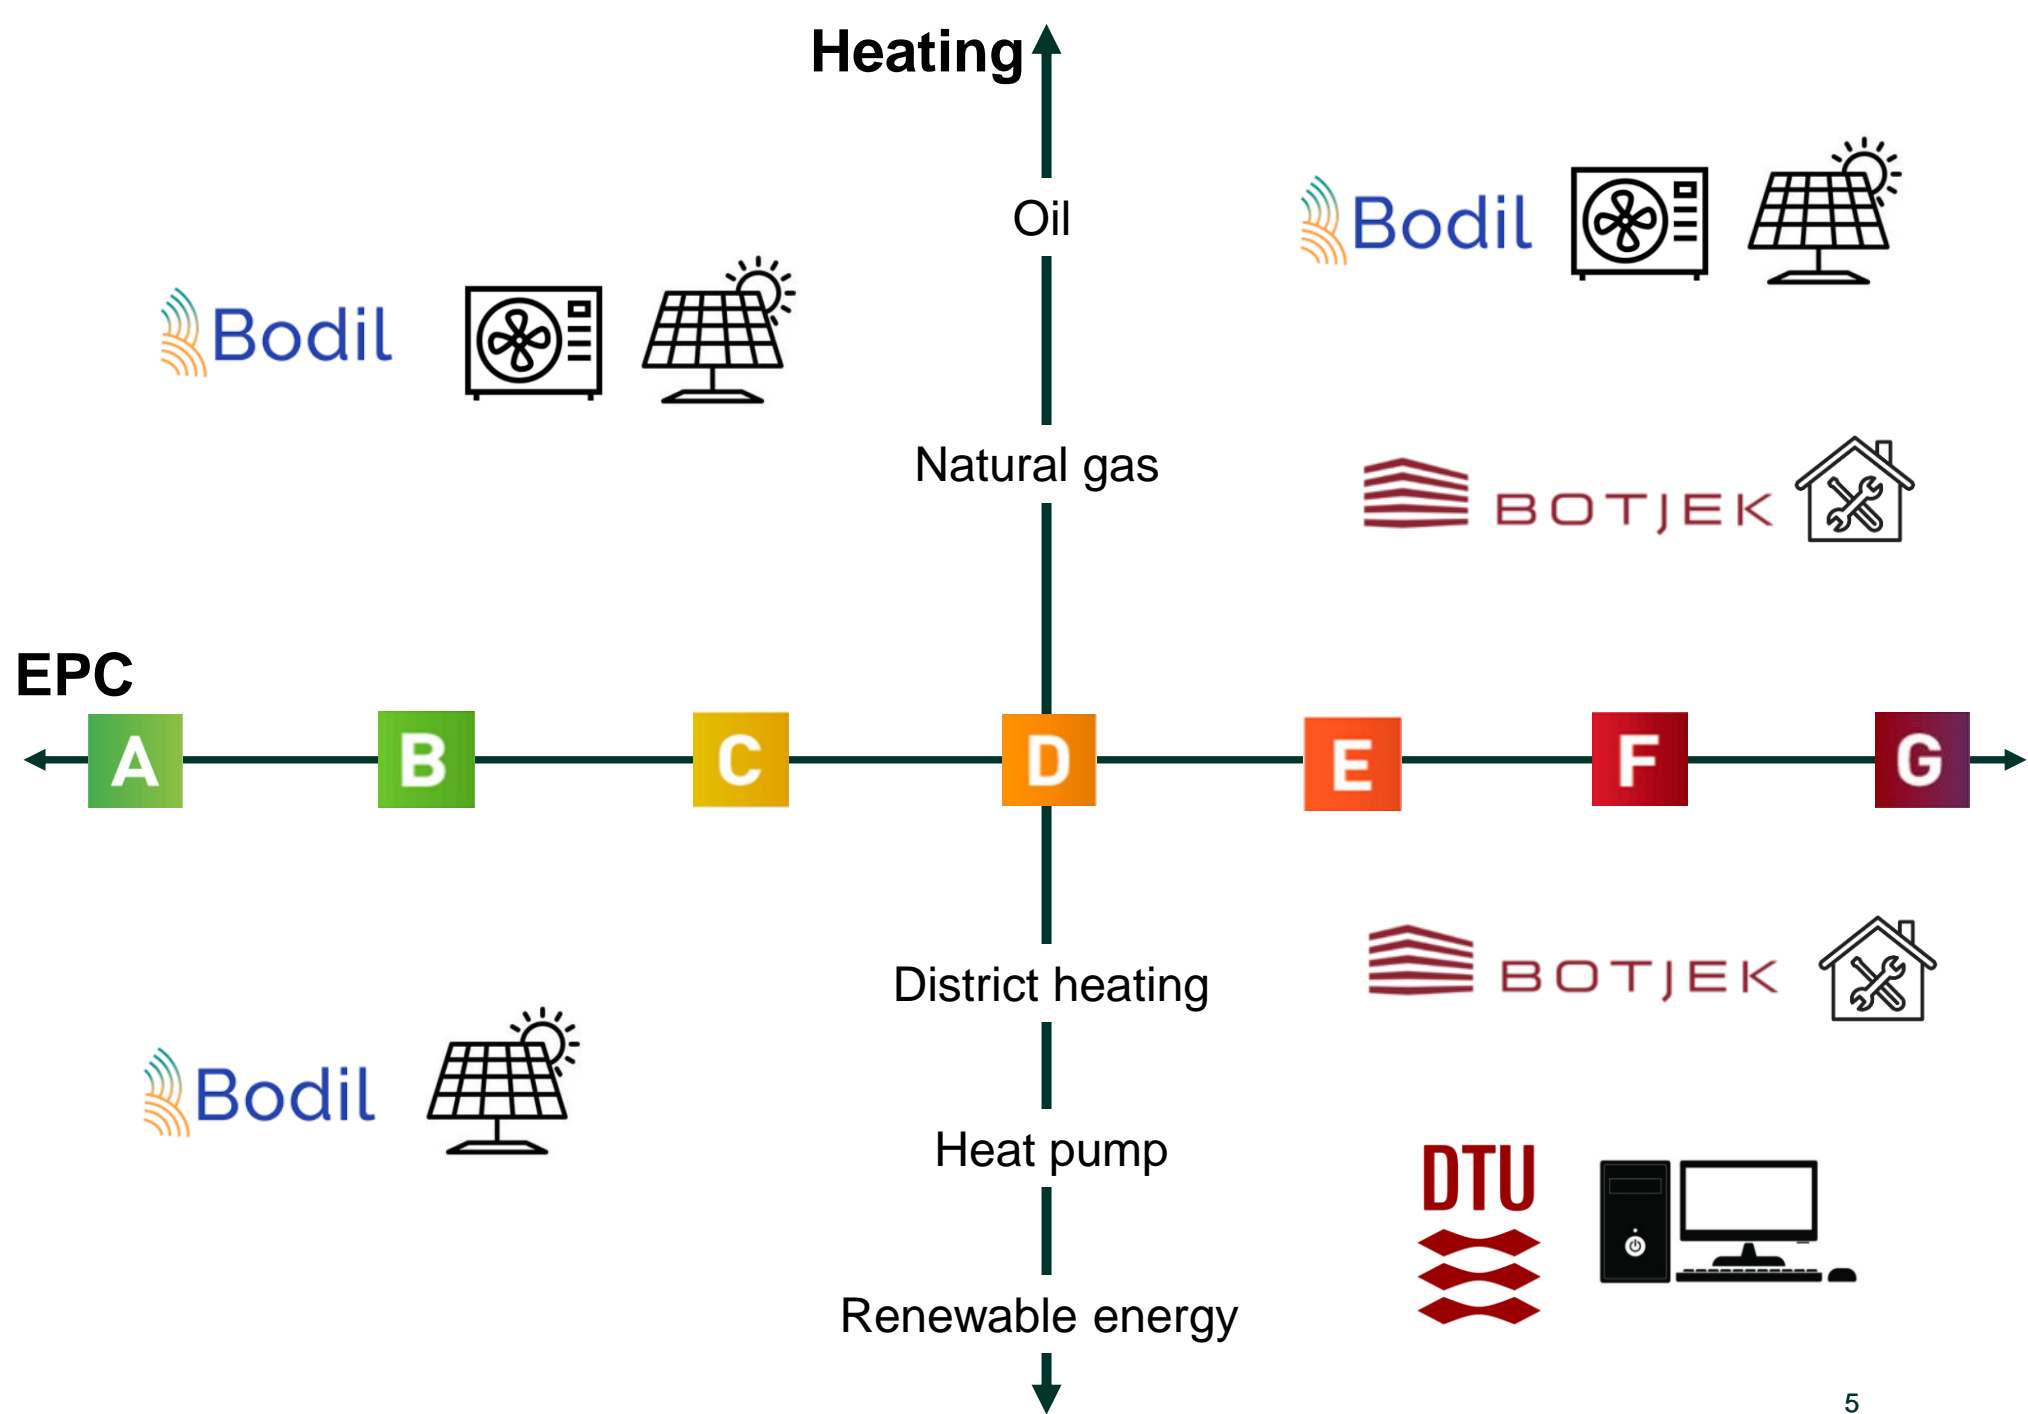 Heating
Oil
Bodil
Bodil
Natural gas
BOTJEK
EPC
A
B
C
D
E
F
G
BOTJEK
District heating
Bodil
Heat pump
DTU
Renewable energy
5